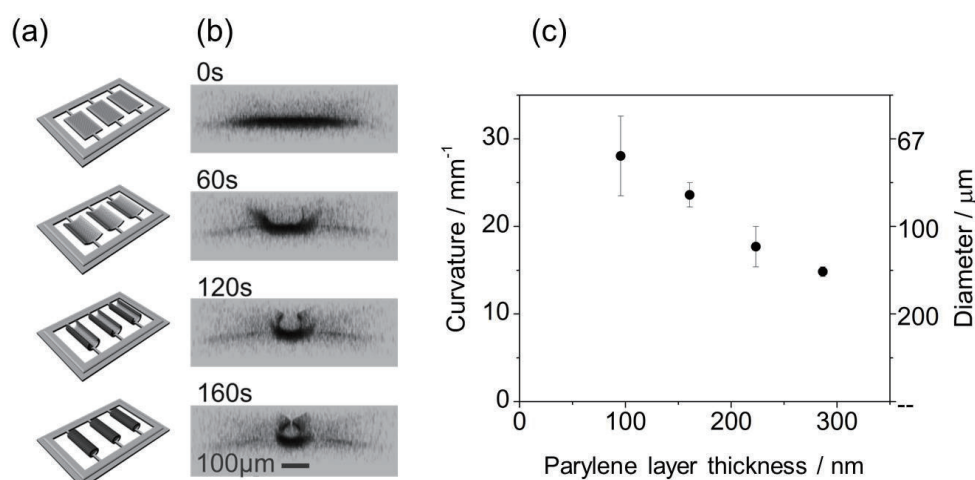 (a)
(b)
(c)
0s
60s
120s
160s
100μm
Curvature / mm⁻¹
30
20
10
0
0
100
200
300
Parylene layer thickness / nm
67
100
200
--
Diameter / μm